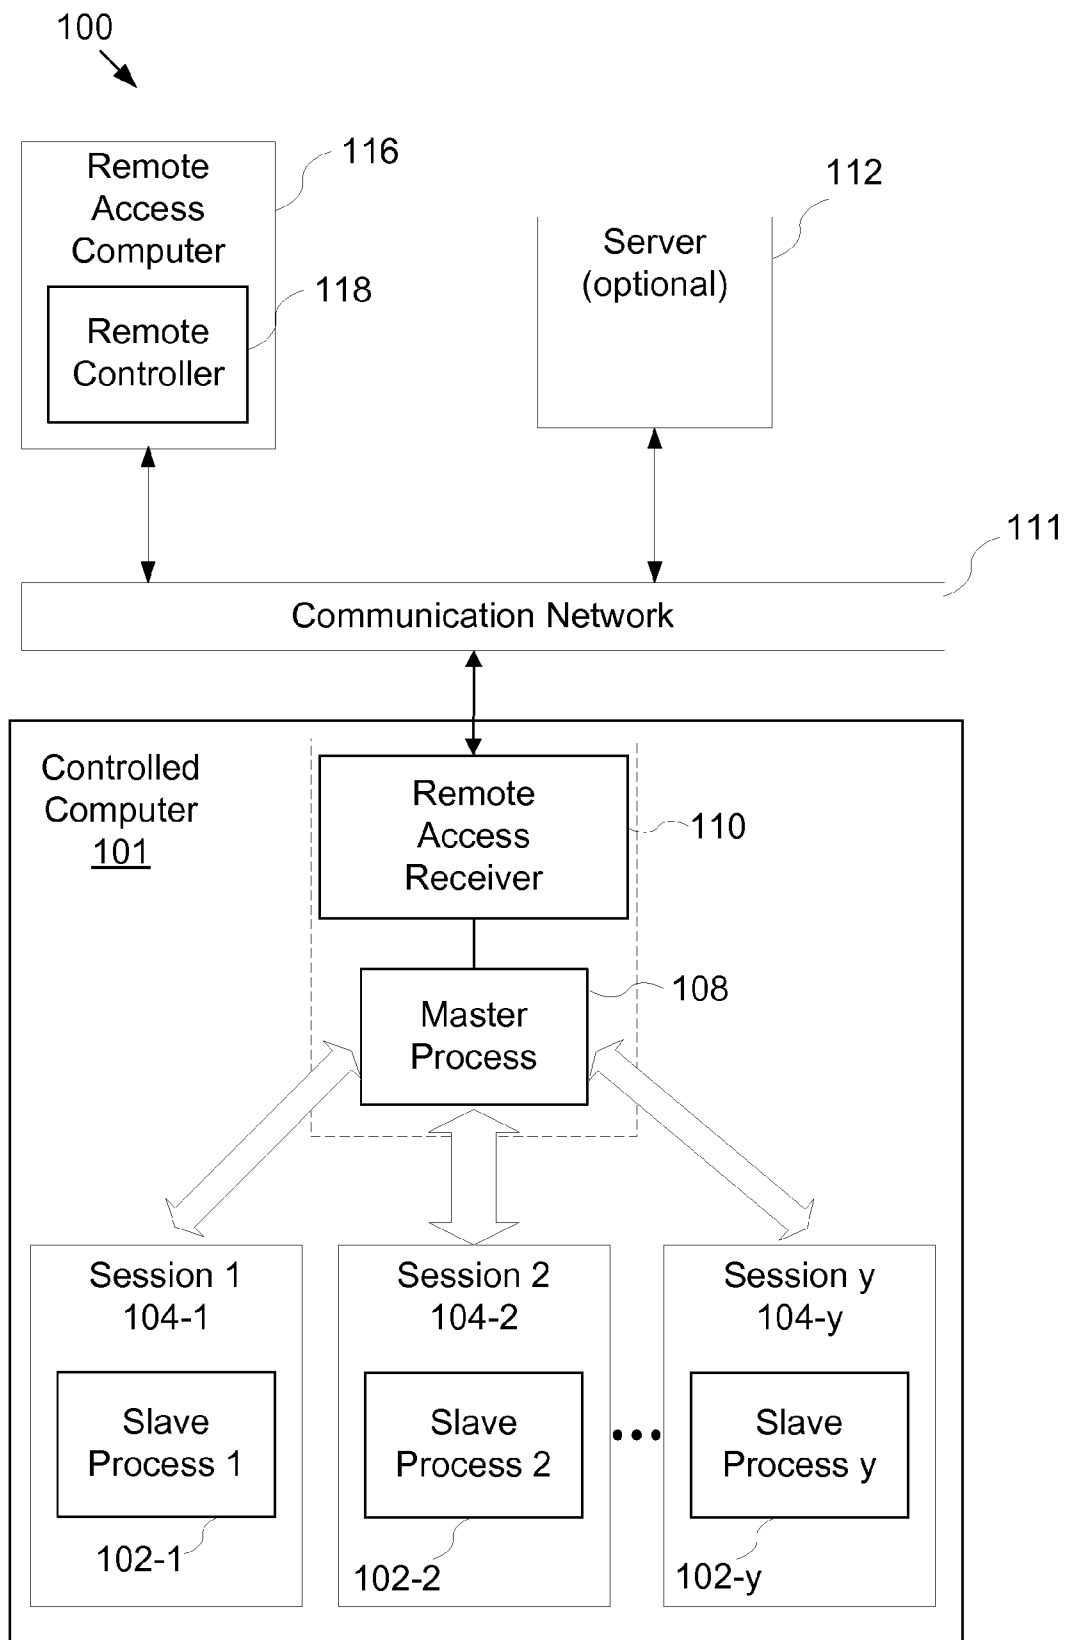 100
Remote
Access
Computer
116
Remote
Controller
118
Server
(optional)
112
111
Communication Network
Controlled
Computer
101
Remote
Access
Receiver
110
Master
Process
108
Session 1
104-1
Slave
Process 1
102-1
Session 2
104-2
Slave
Process 2
102-2
Session y
104-y
Slave
Process y
102-y